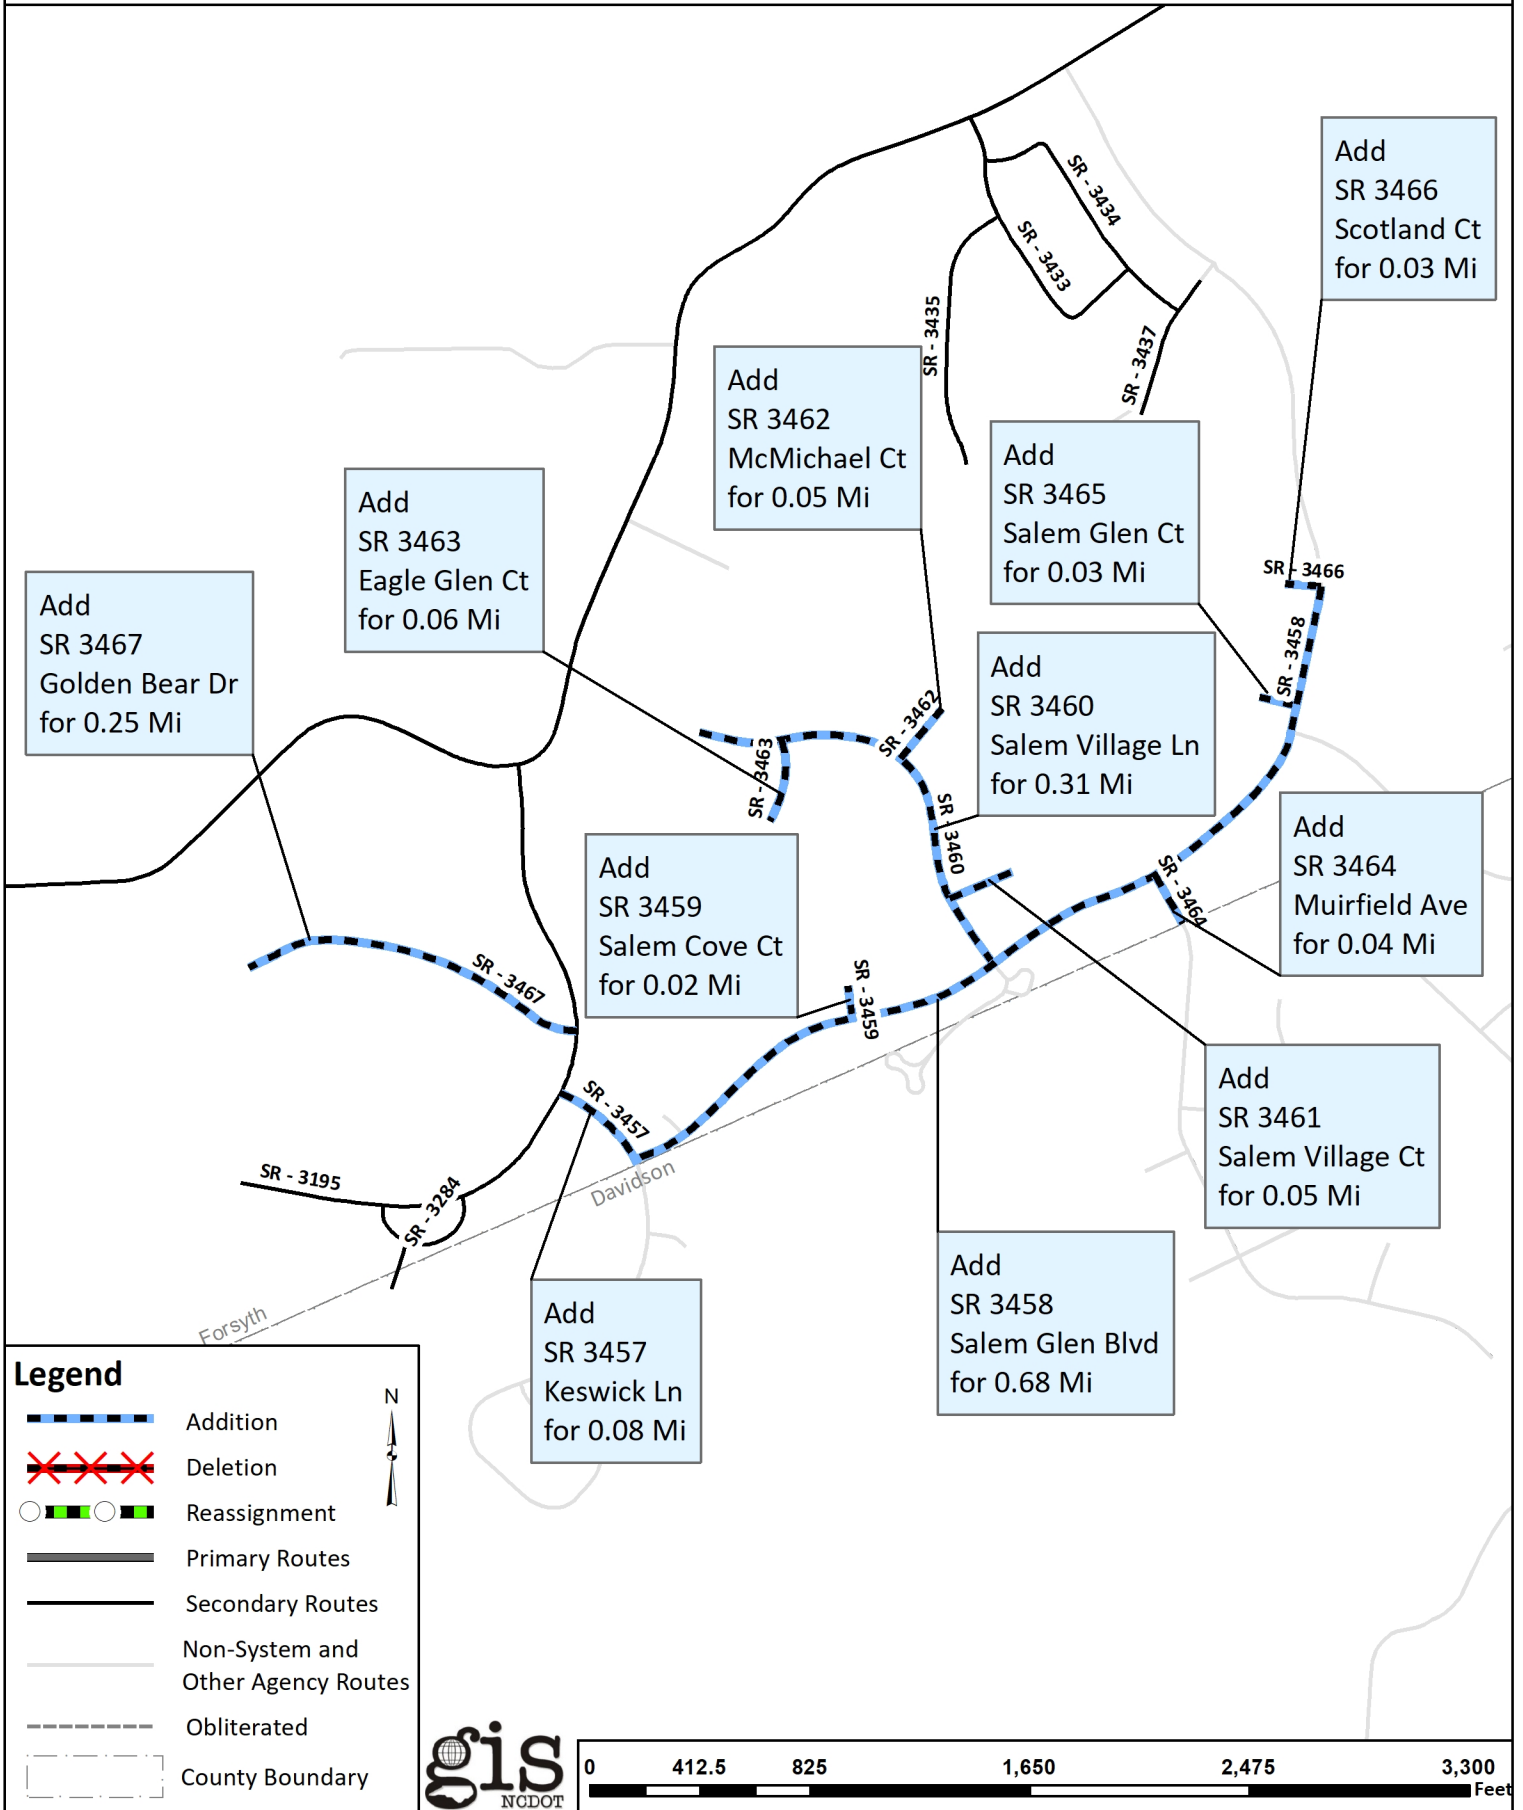 SR - 3434
SR - 3433
SR - 3435
SR - 3437
Add
SR 3466
Scotland Ct
for 0.03 Mi
Add
SR 3462
McMichael Ct
for 0.05 Mi
Add
SR 3465
Salem Glen Ct
for 0.03 Mi
Add
SR 3463
Eagle Glen Ct
for 0.06 Mi
Add
SR 3467
Golden Bear Dr
for 0.25 Mi
SR - 3466
SR - 3458
Add
SR 3460
Salem Village Ln
for 0.31 Mi
SR - 3462
SR - 3463
SR - 3460
Add
SR 3459
Salem Cove Ct
for 0.02 Mi
Add
SR 3464
Muirfield Ave
for 0.04 Mi
SR - 3464
SR - 3467
SR - 3459
SR - 3457
Add
SR 3461
Salem Village Ct
for 0.05 Mi
SR - 3195
SR - 3284
Davidson
Forsyth
Add
SR 3458
Salem Glen Blvd
for 0.68 Mi
Add
SR 3457
Keswick Ln
for 0.08 Mi
Legend
N
Addition
Deletion
Reassignment
Primary Routes
Secondary Routes
Non-System and
Other Agency Routes
Obliterated
County Boundary
gis
NCDOT
0 412.5 825 1,650 2,475 3,300
Feet